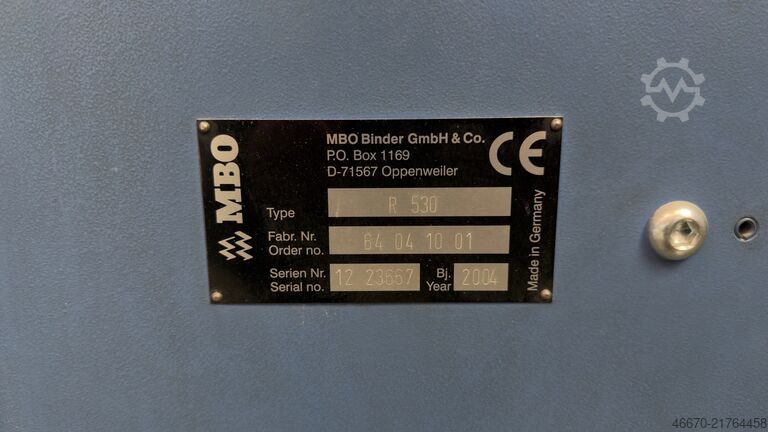 MBO
MBO Binder GmbH & Co.
P.O. Box 1169
D-71567 Oppenweiler
CE
Type R 530
Fabr. Nr.
Order no. 64 04 10 01
Serien Nr. Bj.
Serial no. 12 23667 Year 2004
Made in Germany
46670-21764458